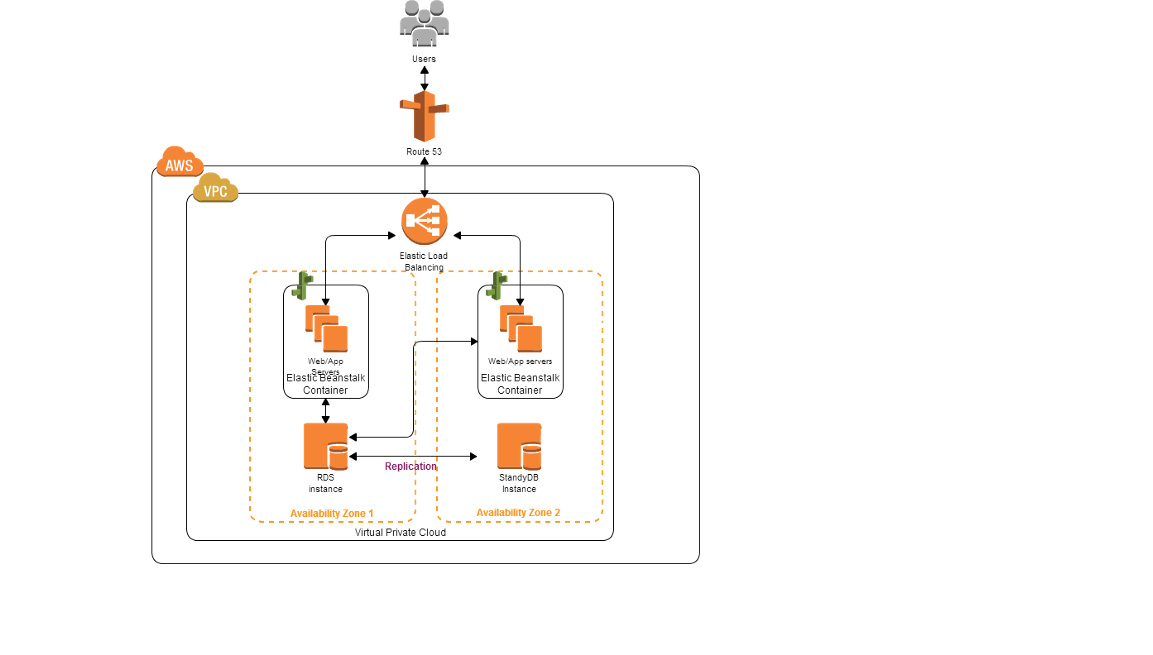 Users
Route 53
AWS
VPC
Elastic Load
Balancing
Web/App
Servers
Elastic Beanstalk
Container
Web/App servers
Elastic Beanstalk
Container
Replication
RDS
instance
StandyDB
Instance
Availability Zone 1
Availability Zone 2
Virtual Private Cloud